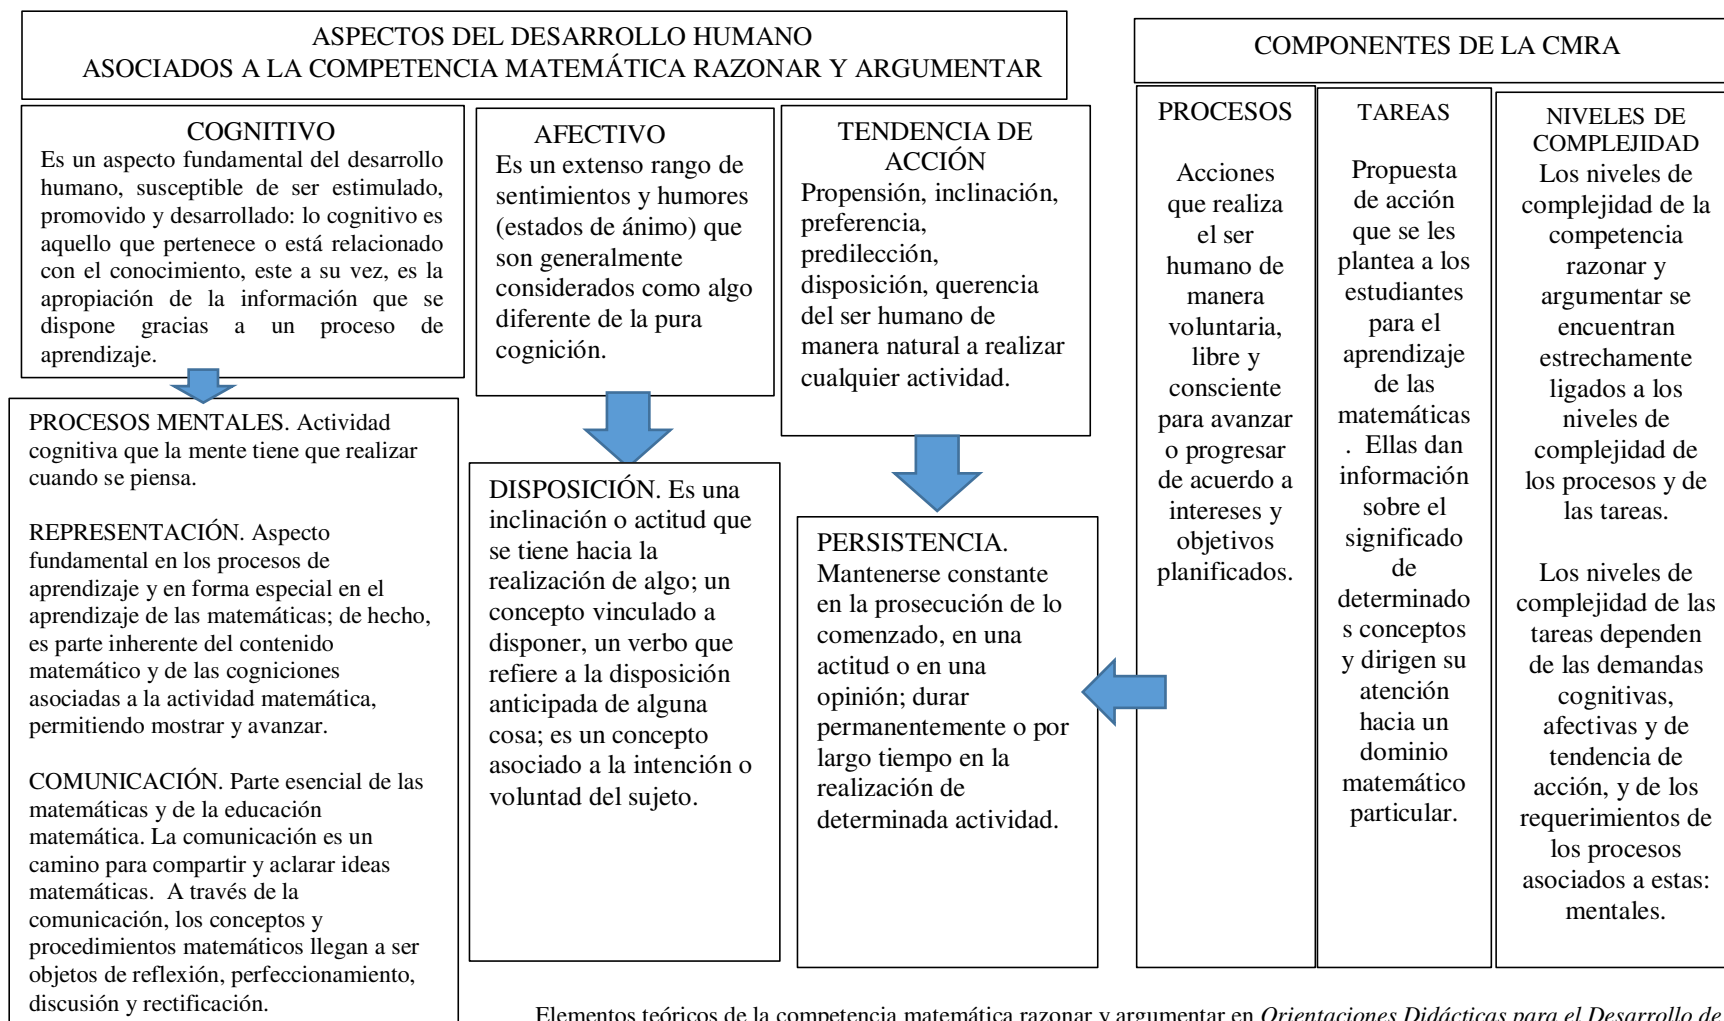 ASPECTOS DEL DESARROLLO HUMANO
ASOCIADOS A LA COMPETENCIA MATEMÁTICA RAZONAR Y ARGUMENTAR
COGNITIVO
Es un aspecto fundamental del desarrollo
humano, susceptible de ser estimulado,
promovido y desarrollado: lo cognitivo es
aquello que pertenece o está relacionado
con el conocimiento, este a su vez, es la
apropiación de la información que se
dispone gracias a un proceso de
aprendizaje.
AFECTIVO
Es un extenso rango de
sentimientos y humores
(estados de ánimo) que
son generalmente
considerados como algo
diferente de la pura
cognición.
TENDENCIA DE
ACCIÓN
Propensión, inclinación,
preferencia,
predilección,
disposición, querencia
del ser humano de
manera natural a realizar
cualquier actividad.
PROCESOS MENTALES. Actividad
cognitiva que la mente tiene que realizar
cuando se piensa.
REPRESENTACIÓN. Aspecto
fundamental en los procesos de
aprendizaje y en forma especial en el
aprendizaje de las matemáticas; de hecho,
es parte inherente del contenido
matemático y de las cogniciones
asociadas a la actividad matemática,
permitiendo mostrar y avanzar.
COMUNICACIÓN. Parte esencial de las
matemáticas y de la educación
matemática. La comunicación es un
camino para compartir y aclarar ideas
matemáticas. A través de la
comunicación, los conceptos y
procedimientos matemáticos llegan a ser
objetos de reflexión, perfeccionamiento,
discusión y rectificación.
DISPOSICIÓN. Es una
inclinación o actitud que
se tiene hacia la
realización de algo; un
concepto vinculado a
disponer, un verbo que
refiere a la disposición
anticipada de alguna
cosa; es un concepto
asociado a la intención o
voluntad del sujeto.
PERSISTENCIA.
Mantenerse constante
en la prosecución de lo
comenzado, en una
actitud o en una
opinión; durar
permanentemente o por
largo tiempo en la
realización de
determinada actividad.
COMPONENTES DE LA CMRA
PROCESOS
Acciones
que realiza
el ser
humano de
manera
voluntaria,
libre y
consciente
para avanzar
o progresar
de acuerdo a
intereses y
objetivos
planificados.
TAREAS
Propuesta
de acción
que se les
plantea a los
estudiantes
para el
aprendizaje
de las
matemáticas
. Ellas dan
información
sobre el
significado
de
determinado
s conceptos
y dirigen su
atención
hacia un
dominio
matemático
particular.
NIVELES DE
COMPLEJIDAD
Los niveles de
complejidad de la
competencia
razonar y
argumentar se
encuentran
estrechamente
ligados a los
niveles de
complejidad de
los procesos y de
las tareas.
Los niveles de
complejidad de las
tareas dependen
de las demandas
cognitivas,
afectivas y de
tendencia de
acción, y de los
requerimientos de
los procesos
asociados a estas:
mentales.
Elementos teóricos de la competencia matemática razonar y argumentar en Orientaciones Didácticas para el Desarrollo de